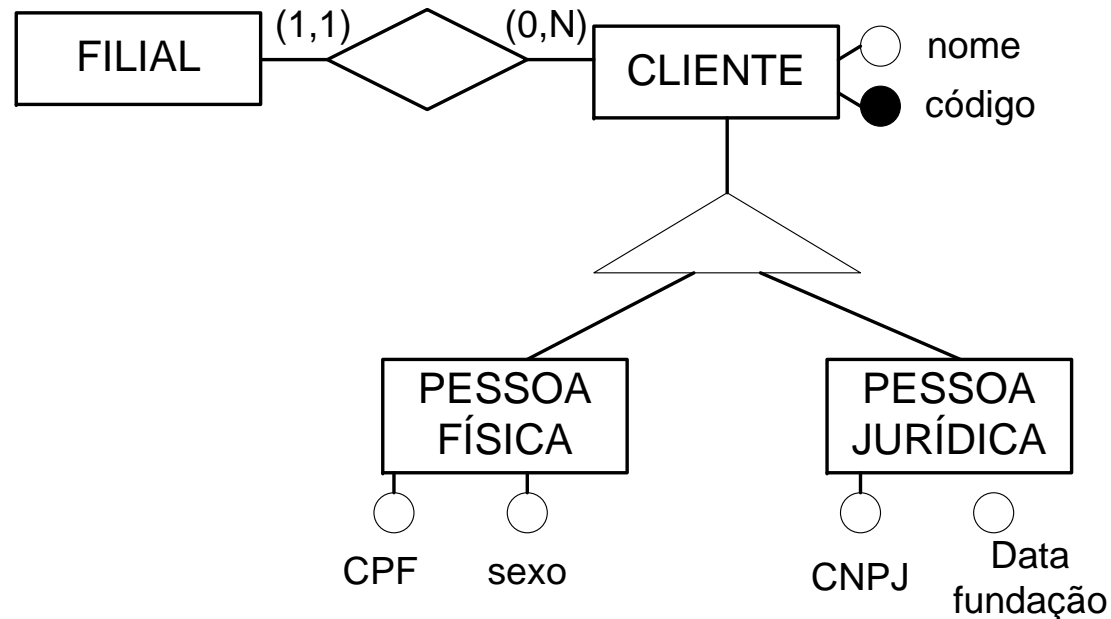 FILIAL
(1,1)
(0,N)
CLIENTE
nome
código
PESSOA
FÍSICA
PESSOA
JURÍDICA
CPF
sexo
CNPJ
Data
fundação